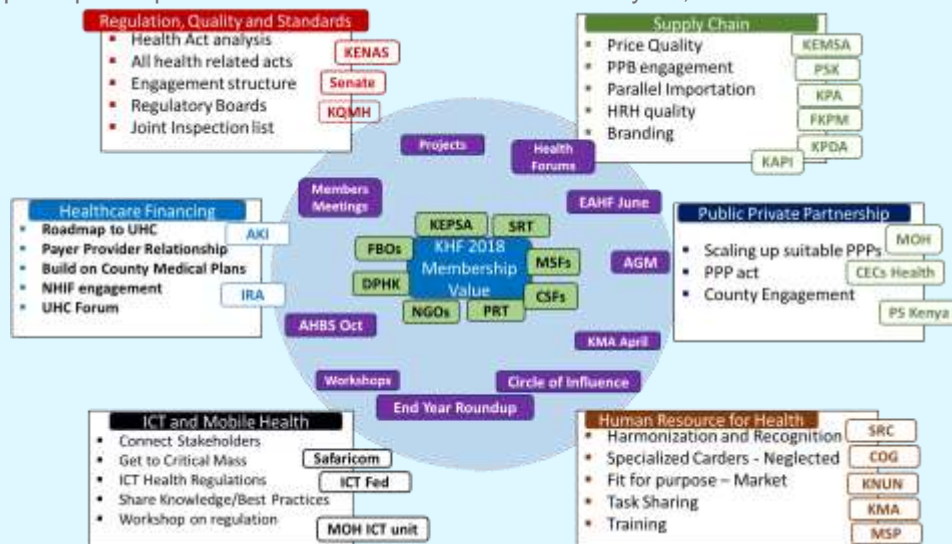 Regulation, Quality and Standards
Health Act analysis
All health related acts
Engagement structure
Regulatory Boards
Joint Inspection list
KENAS
Senate
KQMH
Supply Chain
Price Quality
PPB engagement
Parallel Importation
HRH quality
Branding
KEMSA
PSK
KPA
FKPM
KPDA
KAPI
Projects
Health
Forums
Members
Meetings
EAHF June
AGM
KMA April
Circle of Influence
End Year Roundup
Workshops
AHBS Oct
KEPSA
SRT
FBOs
MSFs
DPHK
CSFs
NGOs
PRT
KHF 2018
Membership
Value
Healthcare Financing
Roadmap to UHC
Payer Provider Relationship
Build on County Medical Plans
NHIF engagement
UHC Forum
AKI
IRA
Public Private Partnership
Scaling up suitable PPPs
PPP act
County Engagement
MOH
CECs Health
PS Kenya
ICT and Mobile Health
Connect Stakeholders
Get to Critical Mass
ICT Health Regulations
Share Knowledge/Best Practices
Workshop on regulation
Safaricom
ICT Fed
MOH ICT unit
Human Resource for Health
Harmonization and Recognition
Specialized Carders - Neglected
Fit for purpose – Market
Task Sharing
Training
SRC
COG
KNUN
KMA
MSP